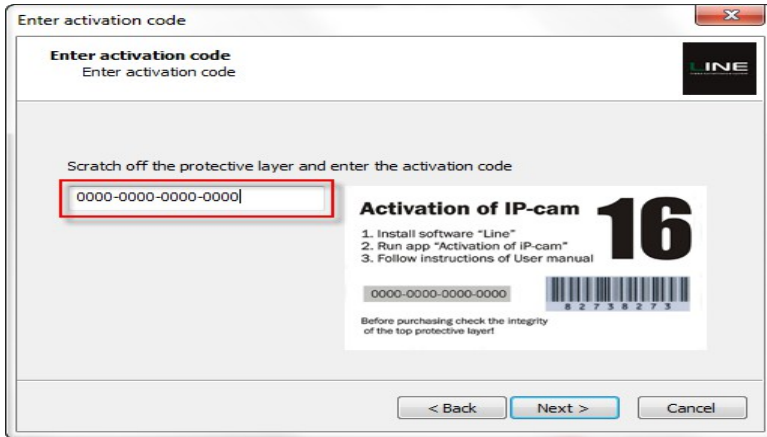 Enter activation code
Enter activation code
Enter activation code
LINE
Scratch off the protective layer and enter the activation code
0000-0000-0000-0000
Activation of IP-cam
16
1. Install software "Line"
2. Run app "Activation of iP-cam"
3. Follow instructions of User manual
0000-0000-0000-0000
8 2 7 3 8 2 7 3
Before purchasing check the integrity
of the top protective layer!
< Back
Next >
Cancel